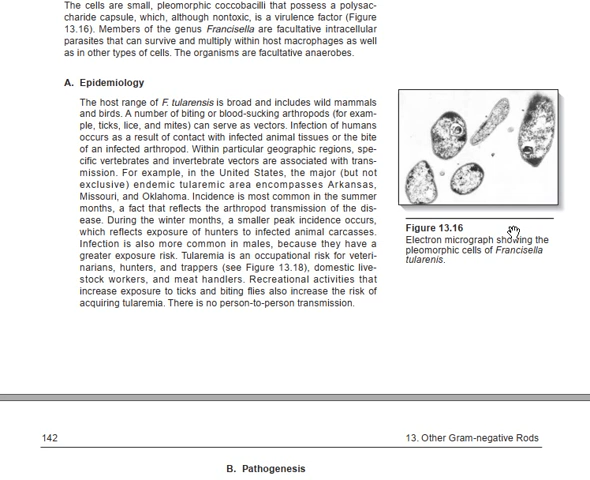 The cells are small, pleomorphic coccobacilli that possess a polysac-
charide capsule, which, although nontoxic, is a virulence factor (Figure
13.16). Members of the genus Francisella are facultative intracellular
parasites that can survive and multiply within host macrophages as well
as in other types of cells. The organisms are facultative anaerobes.
A. Epidemiology
The host range of F. tularensis is broad and includes wild mammals
and birds. A number of biting or blood-sucking arthropods (for exam-
ple, ticks, lice, and mites) can serve as vectors. Infection of humans
occurs as a result of contact with infected animal tissues or the bite
of an infected arthropod. Within particular geographic regions, spe-
cific vertebrates and invertebrate vectors are associated with trans-
mission. For example, in the United States, the major (but not
exclusive) endemic tularemic area encompases Arkansas,
Missouri, and Oklahoma. Incidence is most common in the summer
months, a fact that reflects the arthropod transmission of the dis-
ease. During the winter months, a smaller peak incidence occurs,
which reflects exposure of hunters to infected animal carcasses.
Infection is also more common in males, because they have a
greater exposure risk. Tularemia is an occupational risk for veteri-
narians, hunters, and trappers (see Figure 13.18), domestic live-
stock workers, and meat handlers. Recreational activities that
increase exposure to ticks and biting flies also increase the risk of
acquiring tularemia. There is no person-to-person transmission.
Figure 13.16
Electron micrograph showing the
pleomorphic cells of Francisella
tularenis.
142
13. Other Gram-negative Rods
B. Pathogenesis